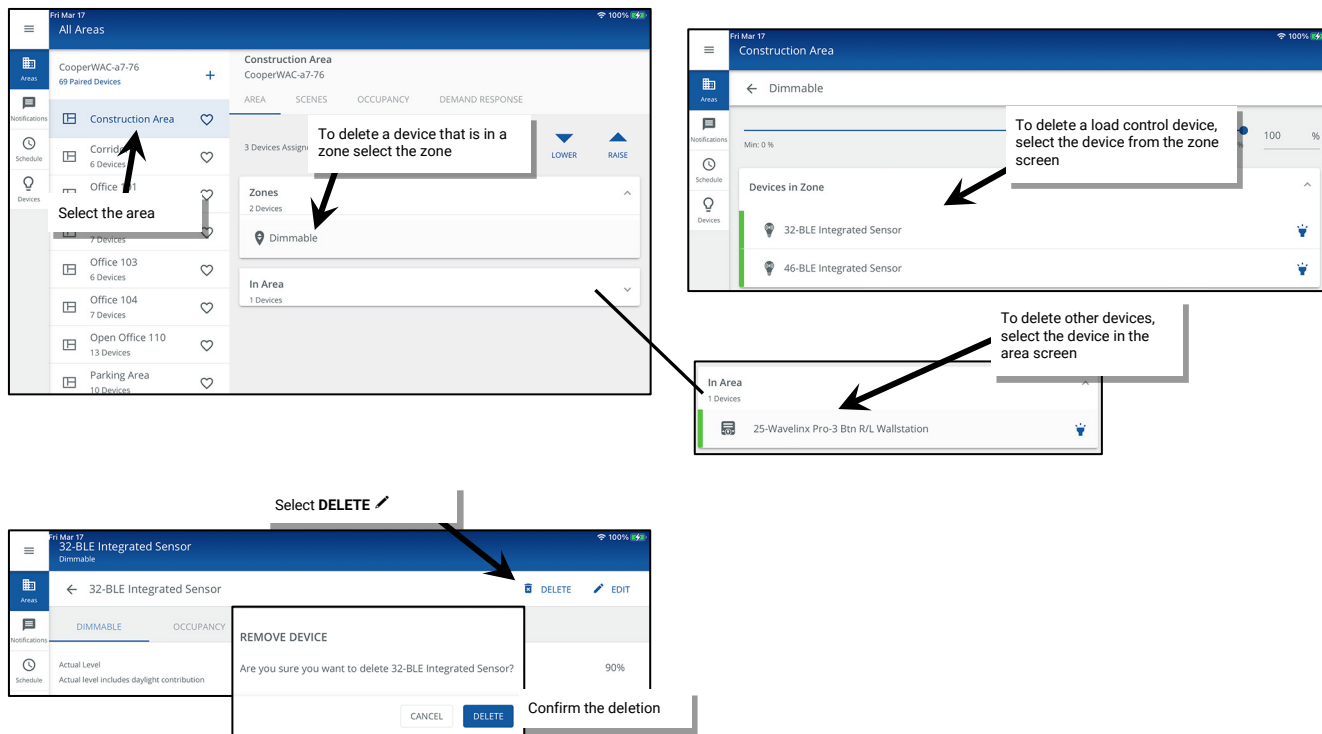 Fri Mar 17
100%
All Areas
Areas
Notifications
Schedule
Devices
CooperWAC-a7-76
69 Paired Devices
Construction Area
6 Devices
7 Devices
Office 103
6 Devices
Office 104
7 Devices
Open Office 110
13 Devices
Parking Area
10 Devices
Select the area
Construction Area
CooperWAC-a7-76
AREA SCENES OCCUPANCY DEMAND RESPONSE
3 Devices
LOWER RAISE
To delete a device that is in a
zone select the zone
Zones
2 Devices
Dimmable
In Area
1 Devices
Fri Mar 17
100%
Construction Area
Areas
Notifications
Schedule
Devices
Dimmable
Min: 0 %
%
100 %
To delete a load control device,
select the device from the zone
screen
Devices in Zone
32-BLE Integrated Sensor
46-BLE Integrated Sensor
To delete other devices,
select the device in the
area screen
In Area
1 Devices
25-Wavelinx Pro-3 Btn R/L Wallstation
Select DELETE
Fri Mar 17
100%
32-BLE Integrated Sensor
Dimmable
Areas
Notifications
Schedule
32-BLE Integrated Sensor
DELETE EDIT
DIMMABLE OCCUPANCY
Actual Level
Actual level includes daylight contribution
90%
REMOVE DEVICE
Are you sure you want to delete 32-BLE Integrated Sensor?
CANCEL DELETE
Confirm the deletion